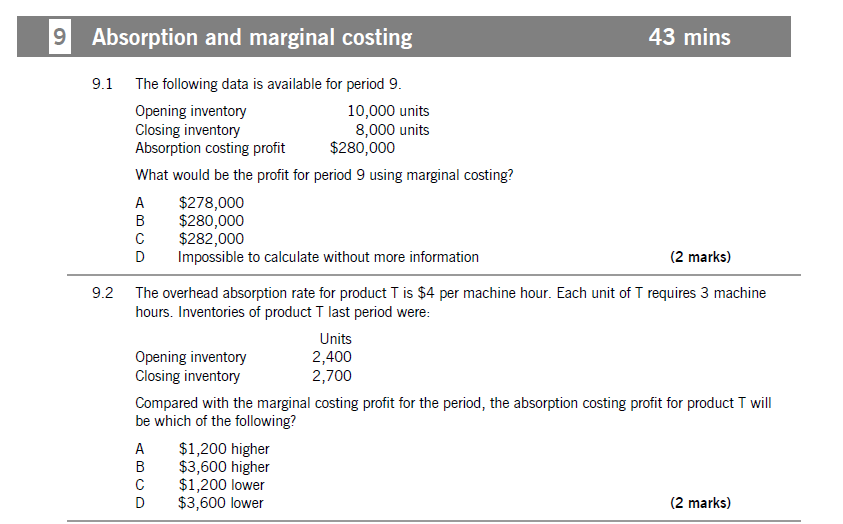 9 Absorption and marginal costing 43 mins
9.1 The following data is available for period 9.
Opening inventory 10,000 units
Closing inventory 8,000 units
Absorption costing profit $280,000
What would be the profit for period 9 using marginal costing?
A $278,000
B $280,000
C $282,000
D Impossible to calculate without more information (2 marks)
9.2 The overhead absorption rate for product T is $4 per machine hour. Each unit of T requires 3 machine
hours. Inventories of product T last period were:
Units
Opening inventory 2,400
Closing inventory 2,700
Compared with the marginal costing profit for the period, the absorption costing profit for product T will
be which of the following?
A $1,200 higher
B $3,600 higher
C $1,200 lower
D $3,600 lower (2 marks)